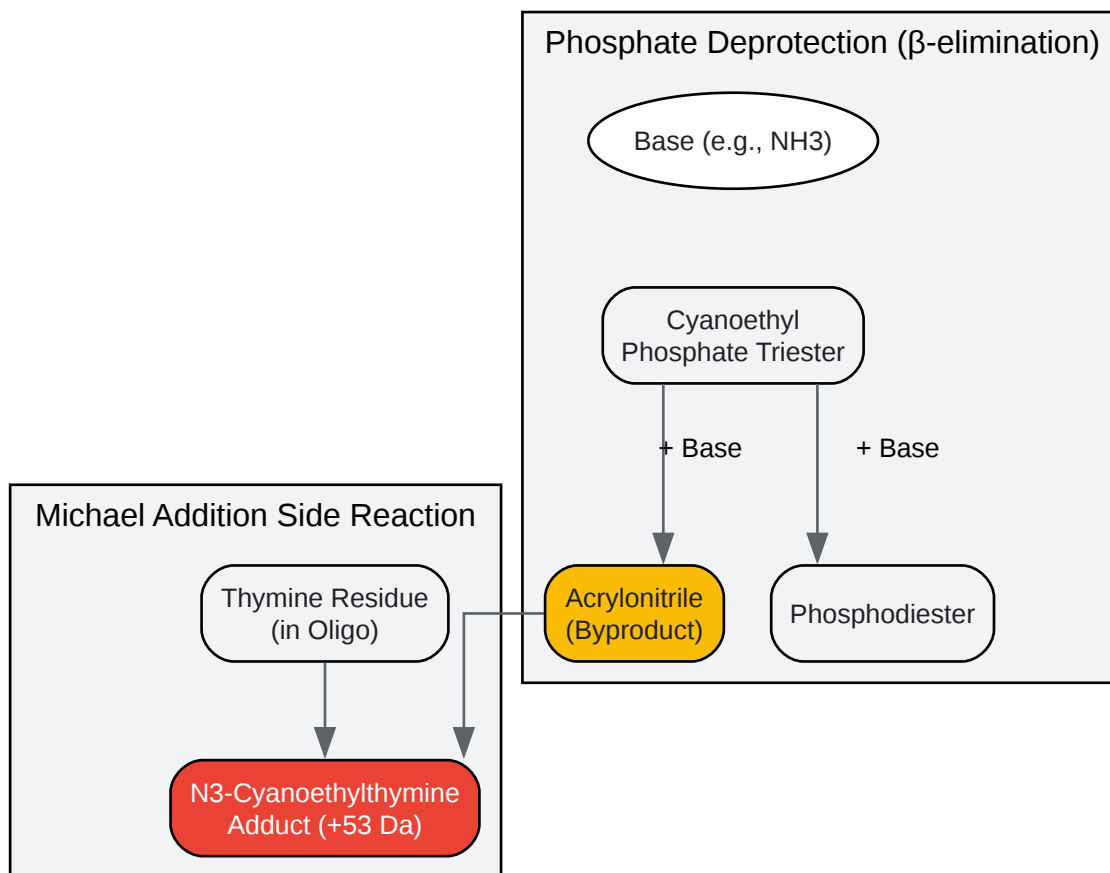 Phosphate Deprotection (β-elimination)
Base (e.g., NH3)
Cyanoethyl
Phosphate Triester
+ Base
+ Base
Michael Addition Side Reaction
Thymine Residue
(in Oligo)
Acrylonitrile
(Byproduct)
Phosphodiester
N3-Cyanoethylthymine
Adduct (+53 Da)